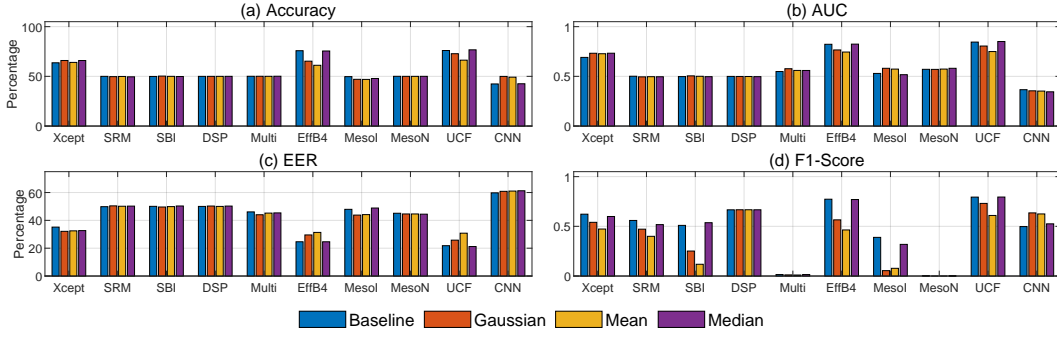 (a) Accuracy
Percentage
100
50
0
Xcept SRM SBI DSP Multi EffB4 MesoI MesoN UCF CNN
(b) AUC
1
0.5
0
Xcept SRM SBI DSP Multi EffB4 MesoI MesoN UCF CNN
(c) EER
Percentage
60
40
20
0
Xcept SRM SBI DSP Multi EffB4 MesoI MesoN UCF CNN
(d) F1-Score
1
0.5
0
Xcept SRM SBI DSP Multi EffB4 MesoI MesoN UCF CNN
Baseline Gaussian Mean Median